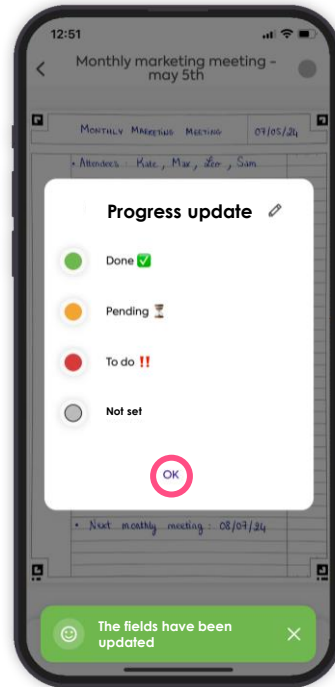 12:51
Monthly marketing meeting -
may 5th
MONTHLY MARKETING MEETING 07/05/24
• Attendees : Kate, Max, Leo, Sam
Progress update
Done ✅
Pending ⏳
To do ‼️
Not set
OK
• Next monthly meeting : 08/07/24
The fields have been
updated